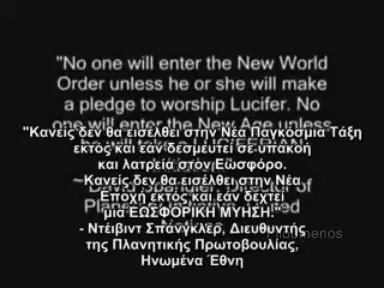 "No one will enter the New World
Order unless he or she will make
a pledge to worship Lucifer. No
one will enter the New Age unless
"Κανείς δεν θα εισέλθει στην Νέα Παγκόσμια Τάξη
εκτός και εάν δεσμευτεί σε υπακοή
και λατρεία στον Εωσφόρο.
Κανείς δεν θα εισέλθει στην Νέα
Εποχή εκτός και εάν δεχτεί
μία ΕΩΣΦΟΡΙΚΗ ΜΥΗΣΗ."
- Ντέιβιντ Σπάνγκλερ, Διευθυντής
της Πλανητικής Πρωτοβουλίας,
Ηνωμένα Έθνη